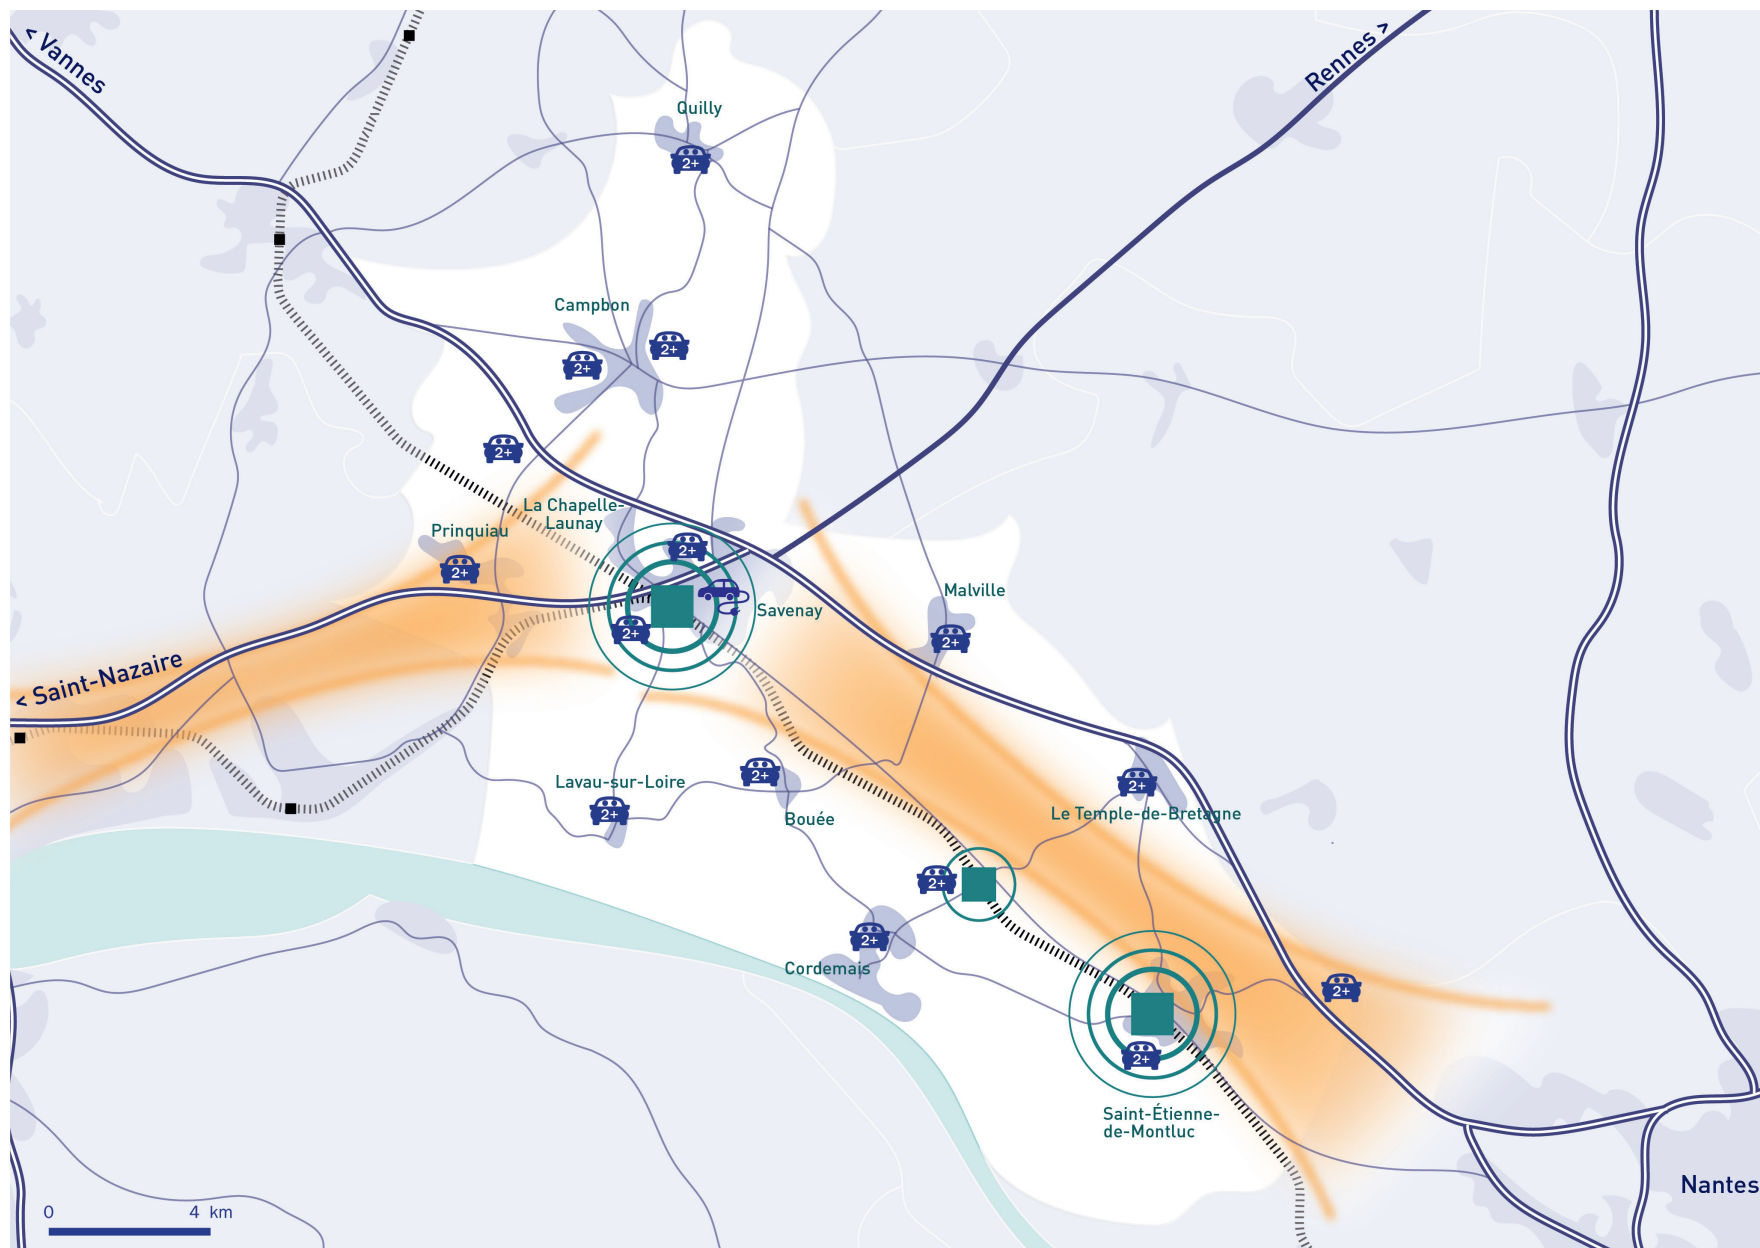 < Vannes
Rennes >
Quilly
2+
Campbon
2+
2+
2+
La Chapelle-
Launay
Prinquiau
2+
2+
Savenay
2+
Malville
2+
< Saint-Nazaire
Lavau-sur-Loire
2+
2+
Bouée
2+
Le Temple-de-Bretagne
2+
2+
Cordemais
2+
2+
Saint-Étienne-
de-Montluc
Nantes
0 4 km